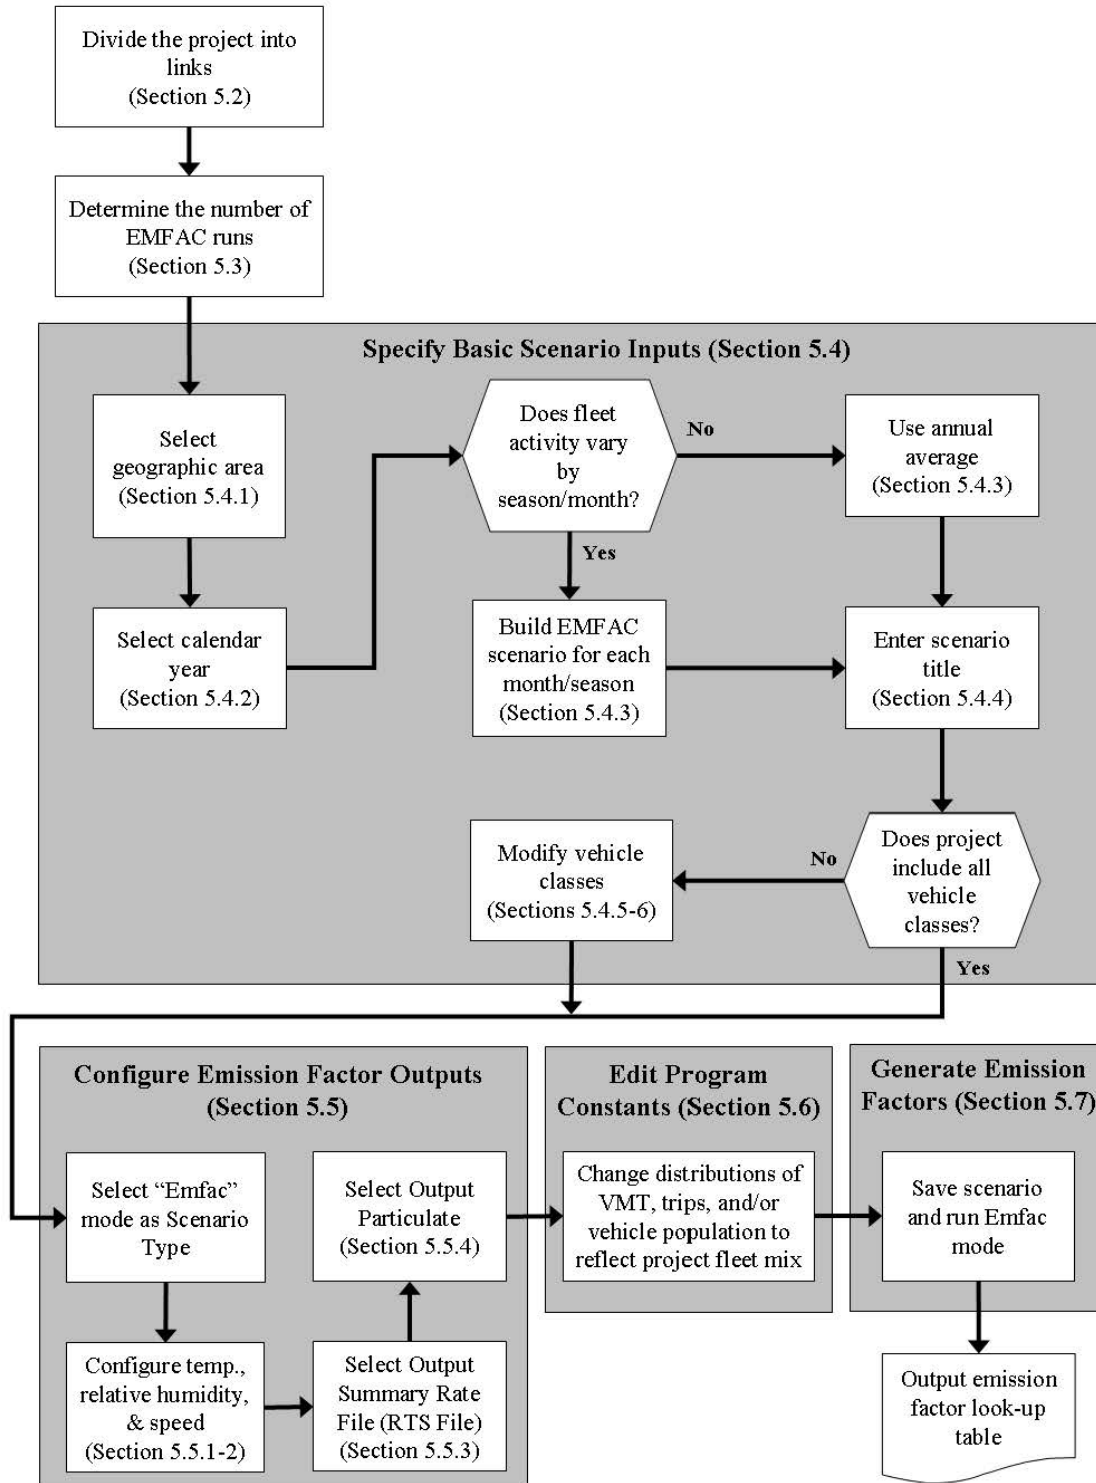 Divide the project into
links
(Section 5.2)
Determine the number of
EMFAC runs
(Section 5.3)
Specify Basic Scenario Inputs (Section 5.4)
Select
geographic area
(Section 5.4.1)
Does fleet
activity vary
by
season/month?
No
Use annual
average
(Section 5.4.3)
Yes
Select calendar
year
(Section 5.4.2)
Build EMFAC
scenario for each
month/season
(Section 5.4.3)
Enter scenario
title
(Section 5.4.4)
Does project
include all
vehicle
classes?
No
Modify vehicle
classes
(Sections 5.4.5-6)
Yes
Configure Emission Factor Outputs
(Section 5.5)
Select “Emfac”
mode as Scenario
Type
Configure temp.,
relative humidity,
& speed
(Section 5.5.1-2)
Select Output
Summary Rate
File (RTS File)
(Section 5.5.3)
Select Output
Particulate
(Section 5.5.4)
Edit Program
Constants (Section 5.6)
Change distributions of
VMT, trips, and/or
vehicle population to
reflect project fleet mix
Generate Emission
Factors (Section 5.7)
Save scenario
and run Emfac
mode
Output emission
factor look-up
table